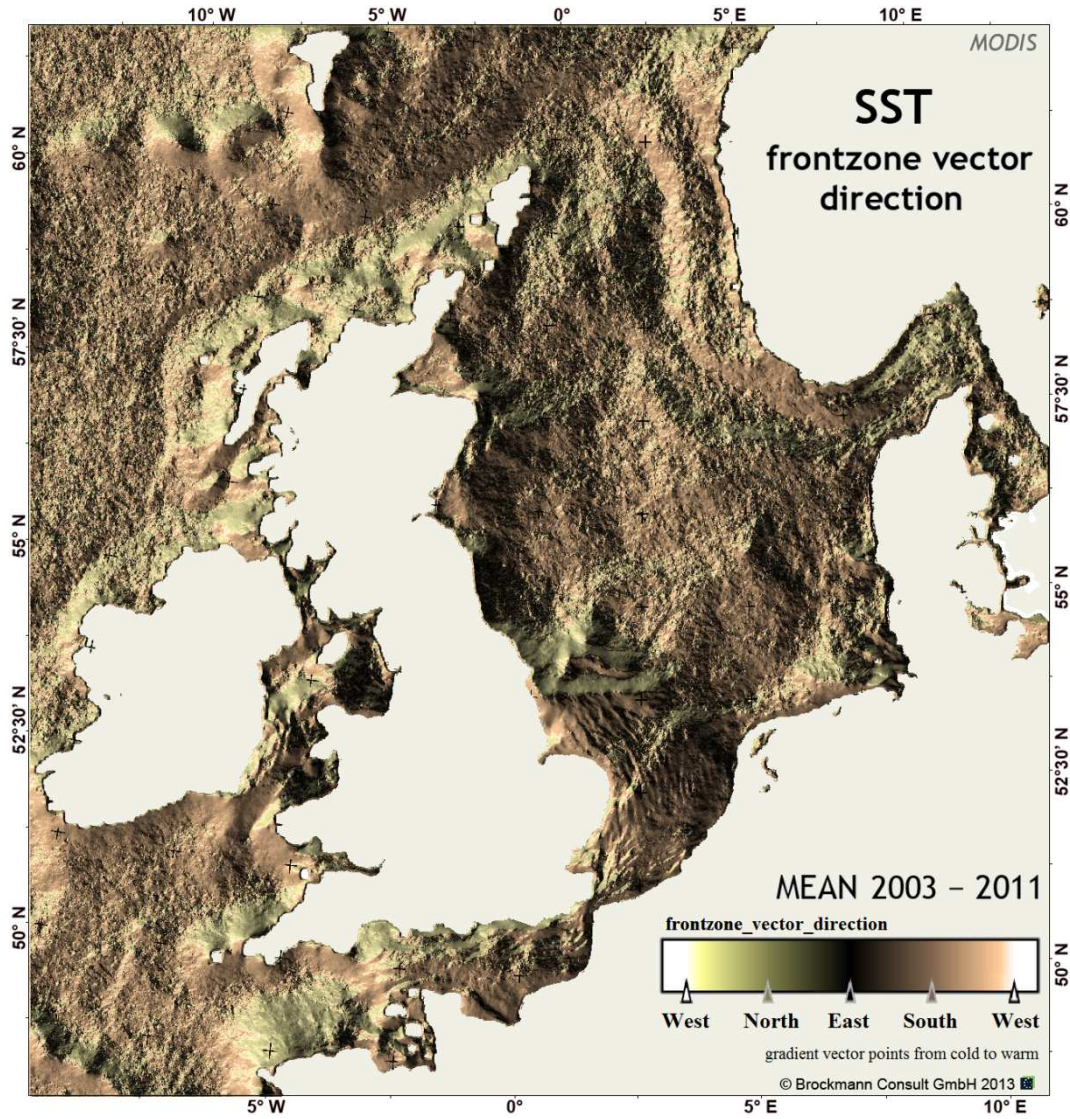 10° W 5° W 0° 5° E 10° E
MODIS
SST
frontzone vector
direction
60° N
60° N
57°30' N
57°30' N
55° N
55° N
52°30' N
52°30' N
50° N
50° N
MEAN 2003 – 2011
frontzone_vector_direction
West North East South West
gradient vector points from cold to warm
© Brockmann Consult GmbH 2013
5° W 0° 5° E 10° E